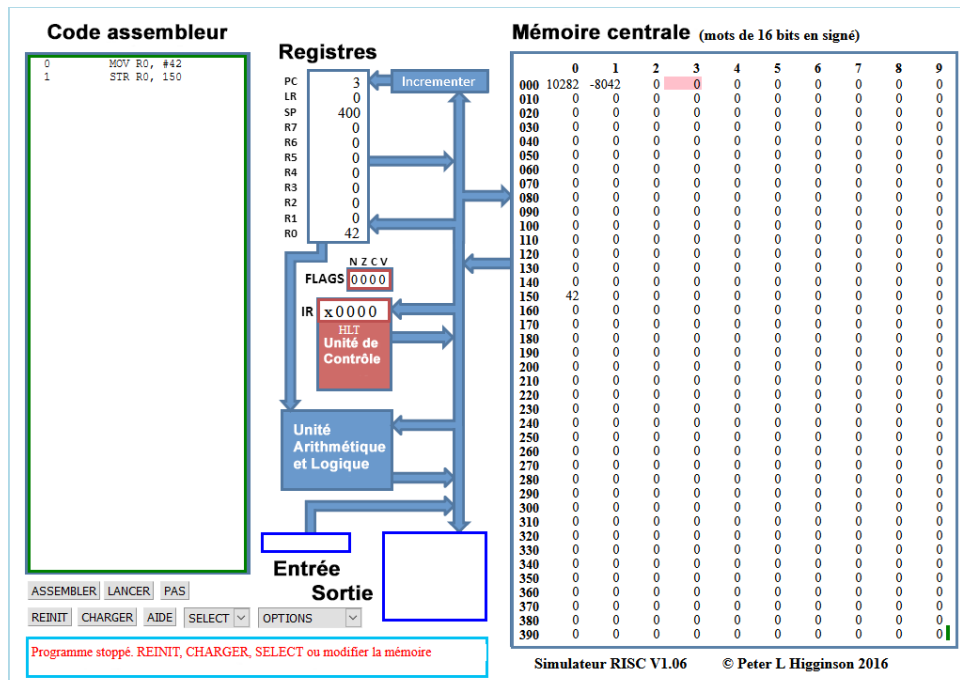 Code assembleur
0 MOV R0, #42
1 STR R0, 150
Registres
PC 3
LR 0
SP 400
R7 0
R6 0
R5 0
R4 0
R3 0
R2 0
R1 0
R0 42
Incrementer
N Z C V
FLAGS 0000
IR x0000
HLT
Unité de
Contrôle
Unité
Arithmétique
et Logique
Entrée
Sortie
ASSEMBLER LANCER PAS
REINIT CHARGER AIDE SELECT OPTIONS
Programme stoppé. REINIT, CHARGER, SELECT ou modifier la mémoire
Mémoire centrale (mots de 16 bits en signé)
0 1 2 3 4 5 6 7 8 9
000 10282 -8042 0 0 0 0 0 0 0 0
010 0 0 0 0 0 0 0 0 0 0
020 0 0 0 0 0 0 0 0 0 0
030 0 0 0 0 0 0 0 0 0 0
040 0 0 0 0 0 0 0 0 0 0
050 0 0 0 0 0 0 0 0 0 0
060 0 0 0 0 0 0 0 0 0 0
070 0 0 0 0 0 0 0 0 0 0
080 0 0 0 0 0 0 0 0 0 0
090 0 0 0 0 0 0 0 0 0 0
100 0 0 0 0 0 0 0 0 0 0
110 0 0 0 0 0 0 0 0 0 0
120 0 0 0 0 0 0 0 0 0 0
130 0 0 0 0 0 0 0 0 0 0
140 0 0 0 0 0 0 0 0 0 0
150 42 0 0 0 0 0 0 0 0 0
160 0 0 0 0 0 0 0 0 0 0
170 0 0 0 0 0 0 0 0 0 0
180 0 0 0 0 0 0 0 0 0 0
190 0 0 0 0 0 0 0 0 0 0
200 0 0 0 0 0 0 0 0 0 0
210 0 0 0 0 0 0 0 0 0 0
220 0 0 0 0 0 0 0 0 0 0
230 0 0 0 0 0 0 0 0 0 0
240 0 0 0 0 0 0 0 0 0 0
250 0 0 0 0 0 0 0 0 0 0
260 0 0 0 0 0 0 0 0 0 0
270 0 0 0 0 0 0 0 0 0 0
280 0 0 0 0 0 0 0 0 0 0
290 0 0 0 0 0 0 0 0 0 0
300 0 0 0 0 0 0 0 0 0 0
310 0 0 0 0 0 0 0 0 0 0
320 0 0 0 0 0 0 0 0 0 0
330 0 0 0 0 0 0 0 0 0 0
340 0 0 0 0 0 0 0 0 0 0
350 0 0 0 0 0 0 0 0 0 0
360 0 0 0 0 0 0 0 0 0 0
370 0 0 0 0 0 0 0 0 0 0
380 0 0 0 0 0 0 0 0 0 0
390 0 0 0 0 0 0 0 0 0 0
Simulateur RISC V1.06 © Peter L Higginson 2016